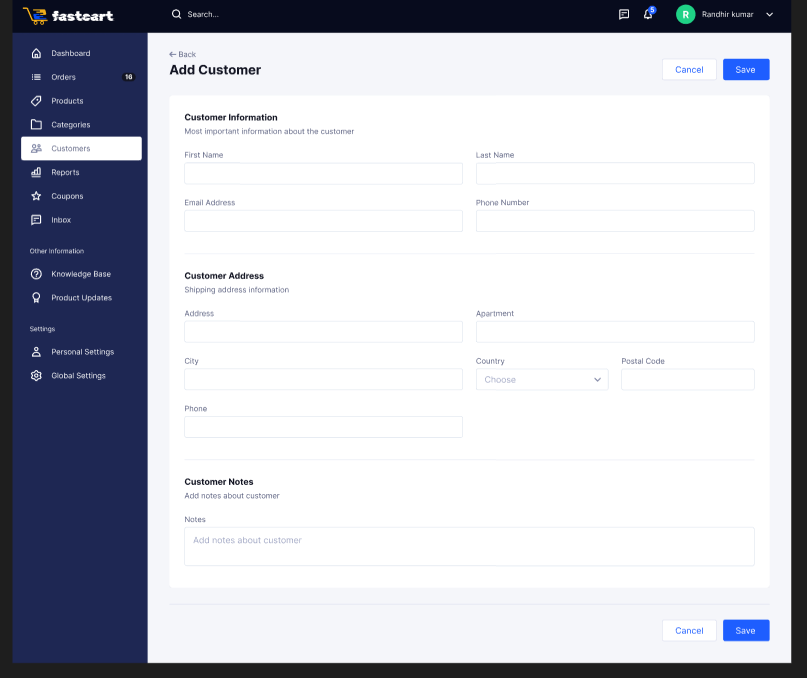 fastcart
Search...
5
R
Randhir kumar
Dashboard
Orders
16
Products
Categories
Customers
Reports
Coupons
Inbox
Other Information
Knowledge Base
Product Updates
Settings
Personal Settings
Global Settings
← Back
Add Customer
Cancel
Save
Customer Information
Most important information about the customer
First Name
Last Name
Email Address
Phone Number
Customer Address
Shipping address information
Address
Apartment
City
Country
Postal Code
Choose
Phone
Customer Notes
Add notes about customer
Notes
Add notes about customer
Cancel
Save